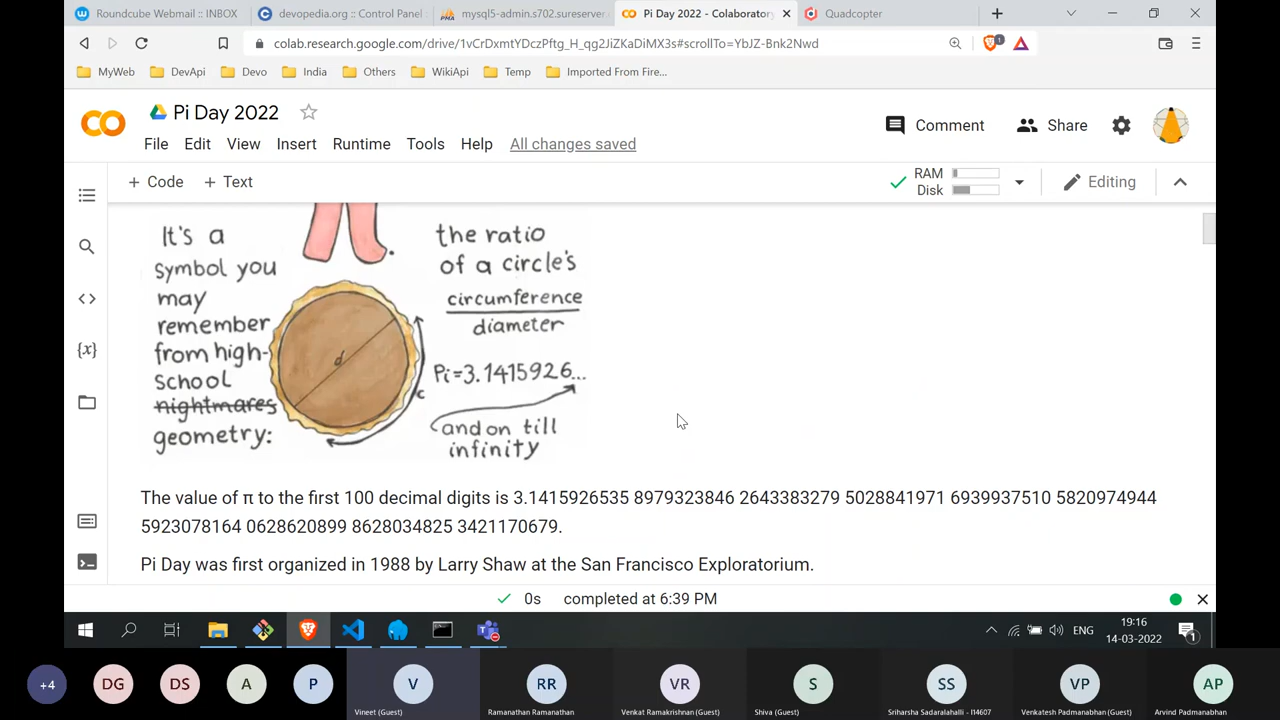 Roundcube Webmail :: INBOX
devopedia.org :: Control Panel :
mysql5-admin.s702.sureserver.
Pi Day 2022 - Colaboratory
Quadcopter
colab.research.google.com/drive/1vCrDxmtYDczPftg_H_qg2JiZKaDiMX3s#scrollTo=YbJZ-Bnk2Nwd
1
MyWeb
DevApi
Devo
India
Others
WikiApi
Temp
Imported From Fire...
CO
Pi Day 2022
Comment
Share
File Edit View Insert Runtime Tools Help All changes saved
+ Code + Text
RAM
Disk
Editing
{x}
It's a
symbol you
may
remember
from high-
school
nightmares
geometry:
d
c
the ratio
of a circle's
circumference
diameter
Pi=3.1415926...
and on till
infinity
The value of π to the first 100 decimal digits is 3.1415926535 8979323846 2643383279 5028841971 6939937510 5820974944
5923078164 0628620899 8628034825 3421170679.
Pi Day was first organized in 1988 by Larry Shaw at the San Francisco Exploratorium.
0s completed at 6:39 PM
ENG
19:16
14-03-2022
1
+4
DG
DS
A
P
V
RR
VR
S
SS
VP
AP
Vineet (Guest)
Ramanathan Ramanathan
Venkat Ramakrishnan (Guest)
Shiva (Guest)
Sriharsha Sadaralahalli - I14607
Venkatesh Padmanabhan (Guest)
Arvind Padmanabhan